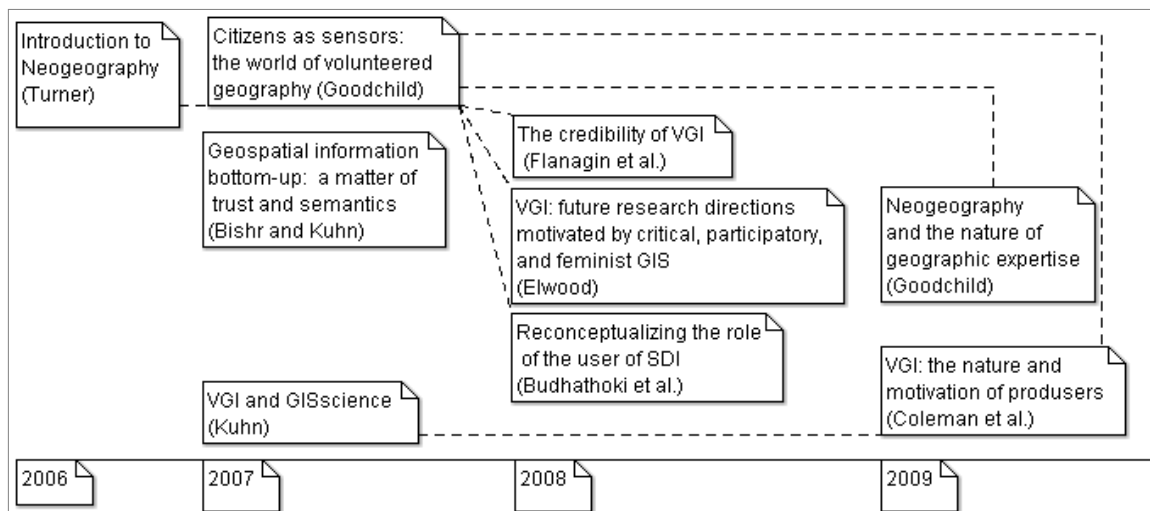 Introduction to
Neogeography
(Turner)
Citizens as sensors:
the world of volunteered
geography (Goodchild)
Geospatial information
bottom-up: a matter of
trust and semantics
(Bishr and Kuhn)
VGI and GISscience
(Kuhn)
The credibility of VGI
(Flanagin et al.)
VGI: future research directions
motivated by critical, participatory,
and feminist GIS
(Elwood)
Reconceptualizing the role
of the user of SDI
(Budhathoki et al.)
Neogeography
and the nature of
geographic expertise
(Goodchild)
VGI: the nature and
motivation of produsers
(Coleman et al.)
2006
2007
2008
2009